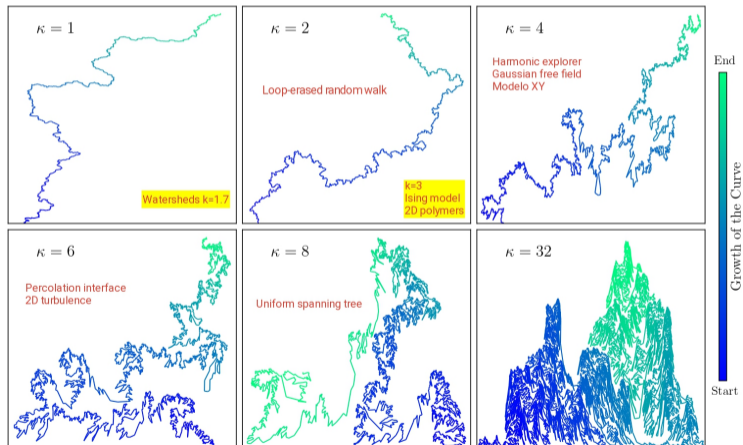 κ = 1
Watersheds k=1.7
κ = 2
Loop-erased random walk
k=3
Ising model
2D polymers
κ = 4
Harmonic explorer
Gaussian free field
Modelo XY
κ = 6
Percolation interface
2D turbulence
κ = 8
Uniform spanning tree
κ = 32
End
Growth of the Curve
Start